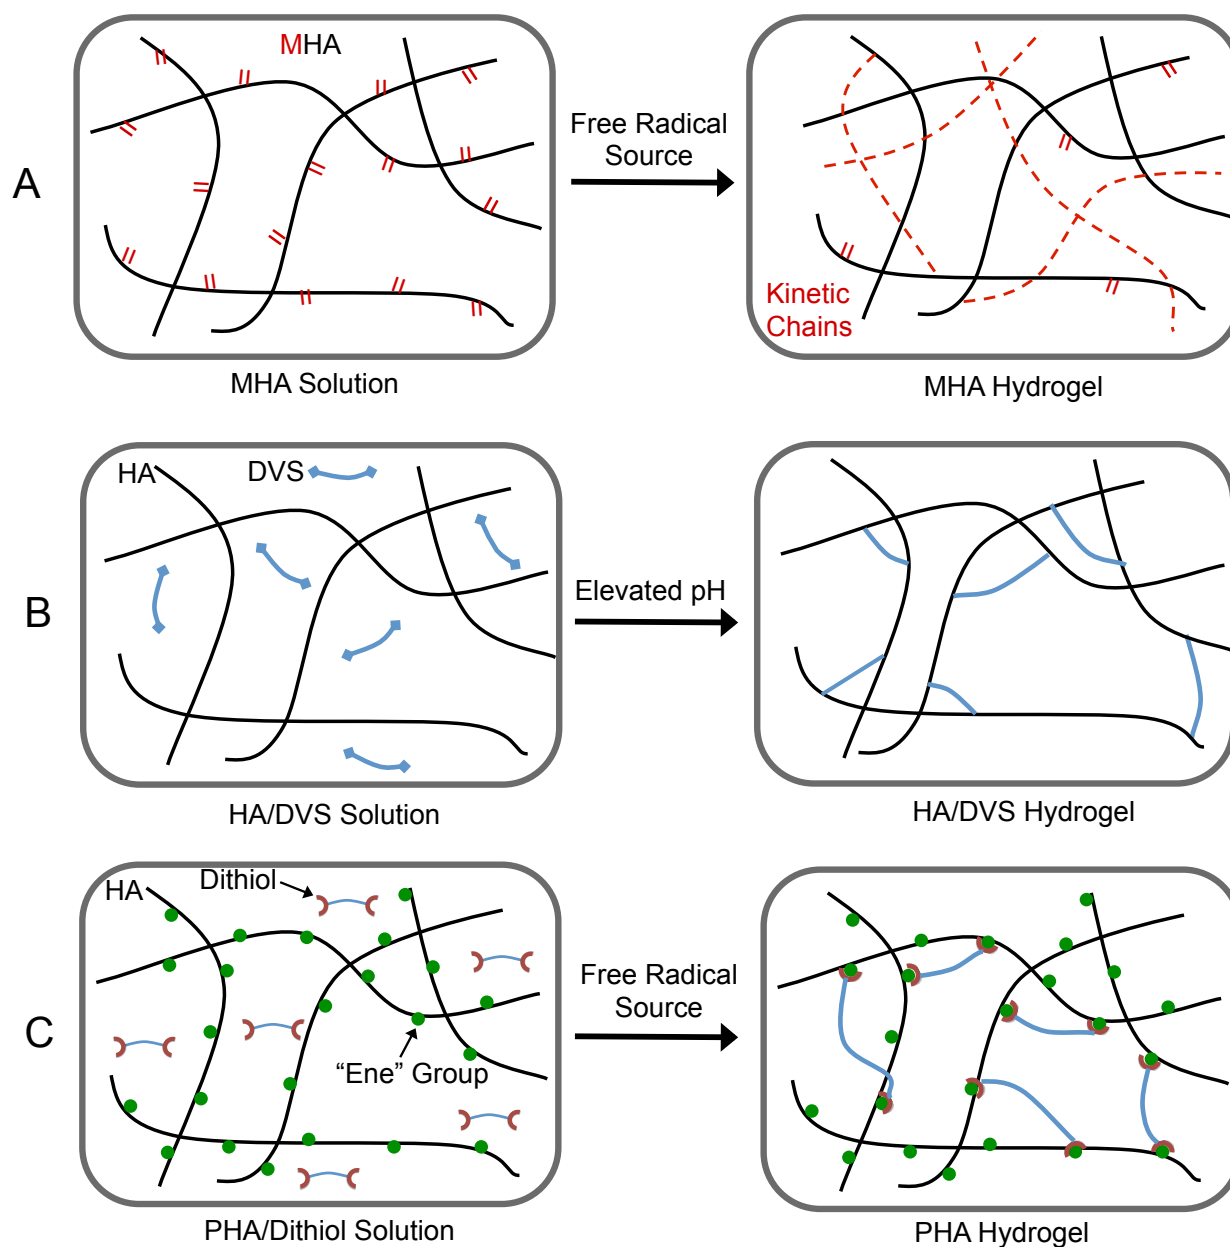 A
MHA
MHA Solution
Free Radical
Source
Kinetic
Chains
MHA Hydrogel
B
HA
DVS
HA/DVS Solution
Elevated pH
HA/DVS Hydrogel
C
HA
Dithiol
“Ene” Group
PHA/Dithiol Solution
Free Radical
Source
PHA Hydrogel